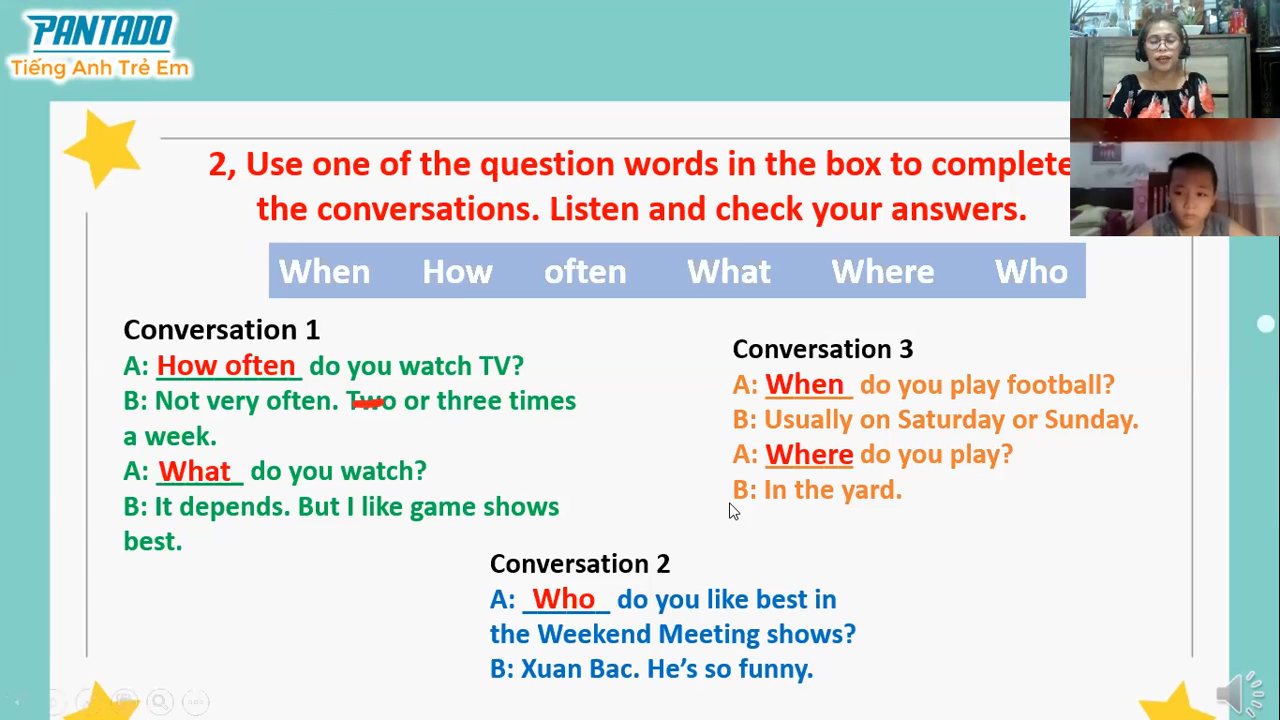 PANTADO
Tiếng Anh Trẻ Em
2, Use one of the question words in the box to complete
the conversations. Listen and check your answers.
When How often What Where Who
Conversation 1
A: How often do you watch TV?
B: Not very often. Two or three times
a week.
A: What do you watch?
B: It depends. But I like game shows
best.
Conversation 3
A: When do you play football?
B: Usually on Saturday or Sunday.
A: Where do you play?
B: In the yard.
Conversation 2
A: Who do you like best in
the Weekend Meeting shows?
B: Xuan Bac. He’s so funny.